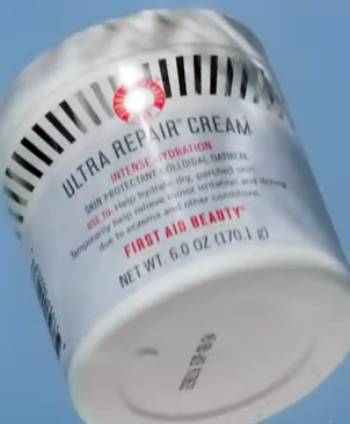 ULTRA REPAIR™ CREAM
INTENSE HYDRATION
SKIN PROTECTANT COLLOIDAL OATMEAL
USE TO: Help hydrate dry, parched skin
Temporarily help relieve minor irritation and itching
due to eczema and other conditions.
FIRST AID BEAUTY®
NET WT. 6.0 OZ (170.1 g)